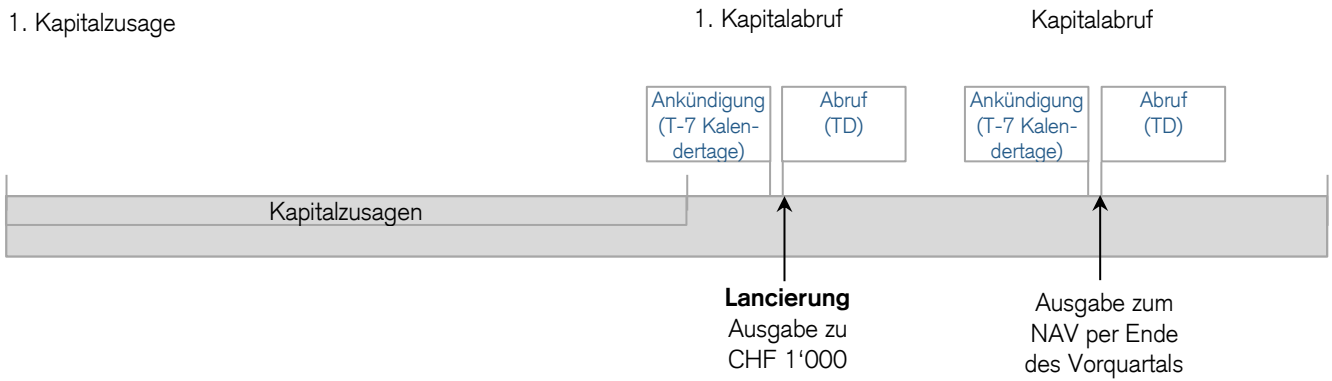 1. Kapitalzusage
1. Kapitalabruf
Kapitalabruf
Ankündigung
(T-7 Kalen-
dertage)
Abruf
(TD)
Ankündigung
(T-7 Kalen-
dertage)
Abruf
(TD)
Kapitalzusagen
Lancierung
Ausgabe zu
CHF 1‘000
Ausgabe zum
NAV per Ende
des Vorquartals